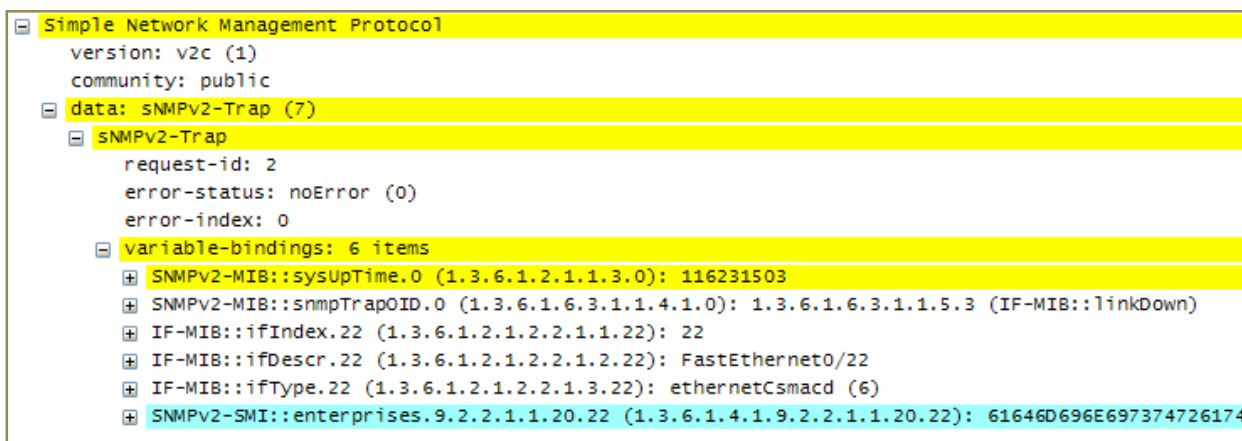 Simple Network Management Protocol
version: v2c (1)
community: public
data: sNMPv2-Trap (7)
sNMPv2-Trap
request-id: 2
error-status: noError (0)
error-index: 0
variable-bindings: 6 items
SNMPv2-MIB::sysUpTime.0 (1.3.6.1.2.1.1.3.0): 116231503
SNMPv2-MIB::snmpTrapOID.0 (1.3.6.1.6.3.1.1.4.1.0): 1.3.6.1.6.3.1.1.5.3 (IF-MIB::linkDown)
IF-MIB::ifIndex.22 (1.3.6.1.2.1.2.2.1.1.22): 22
IF-MIB::ifDescr.22 (1.3.6.1.2.1.2.2.1.2.22): FastEthernet0/22
IF-MIB::ifType.22 (1.3.6.1.2.1.2.2.1.3.22): ethernetCsmacd (6)
SNMPv2-SMI::enterprises.9.2.2.1.1.20.22 (1.3.6.1.4.1.9.2.2.1.1.20.22): 61646D696E697374726174